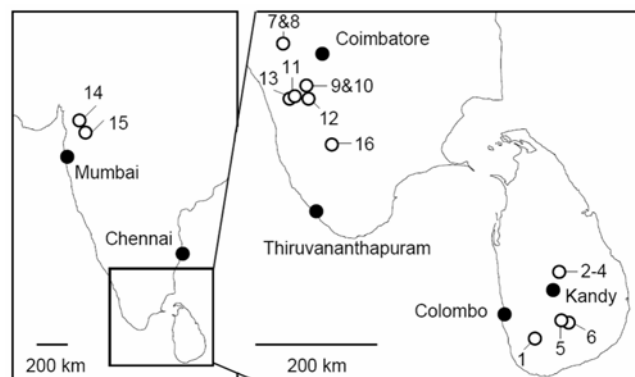 14
15
Mumbai
Chennai
200 km
7&8
Coimbatore
11
13
9&10
12
16
Thiruvananthapuram
2-4
Kandy
Colombo
1
5
6
200 km